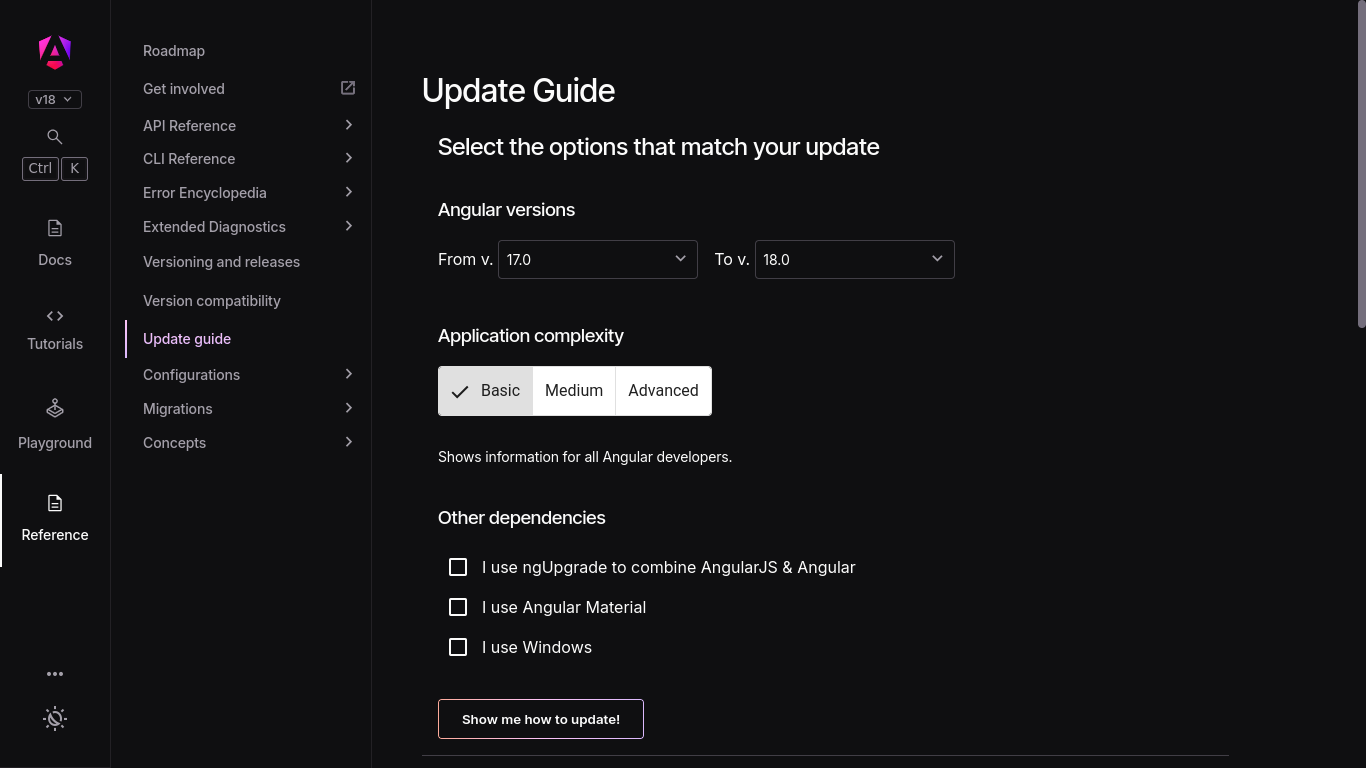 v18
Ctrl K
Docs
Tutorials
Playground
Reference
Roadmap
Get involved
API Reference
CLI Reference
Error Encyclopedia
Extended Diagnostics
Versioning and releases
Version compatibility
Update guide
Configurations
Migrations
Concepts
Update Guide
Select the options that match your update
Angular versions
From v. 17.0 To v. 18.0
Application complexity
Basic Medium Advanced
Shows information for all Angular developers.
Other dependencies
I use ngUpgrade to combine AngularJS & Angular
I use Angular Material
I use Windows
Show me how to update!